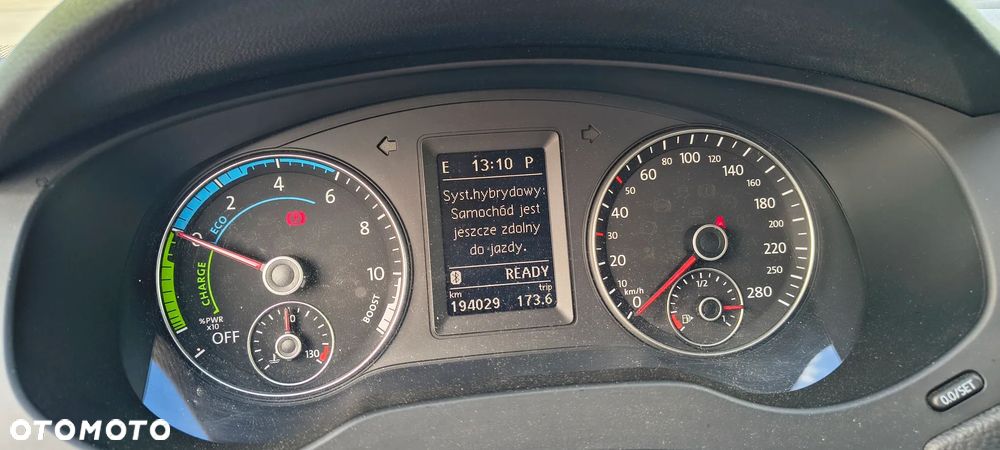 E 13:10 P
Syst.hybrydowy:
Samochód jest
jeszcze zdolny
do jazdy.
READY
km trip
194029 173.6
0 2 4 6 8 10
ECO
CHARGE
BOOST
%PWR
x10
OFF
130
0 10 20 30 40 50 60 80 100 120 140 160 180 200 220 250 280
km/h
1/2
0.0/SET
OTOMOTO